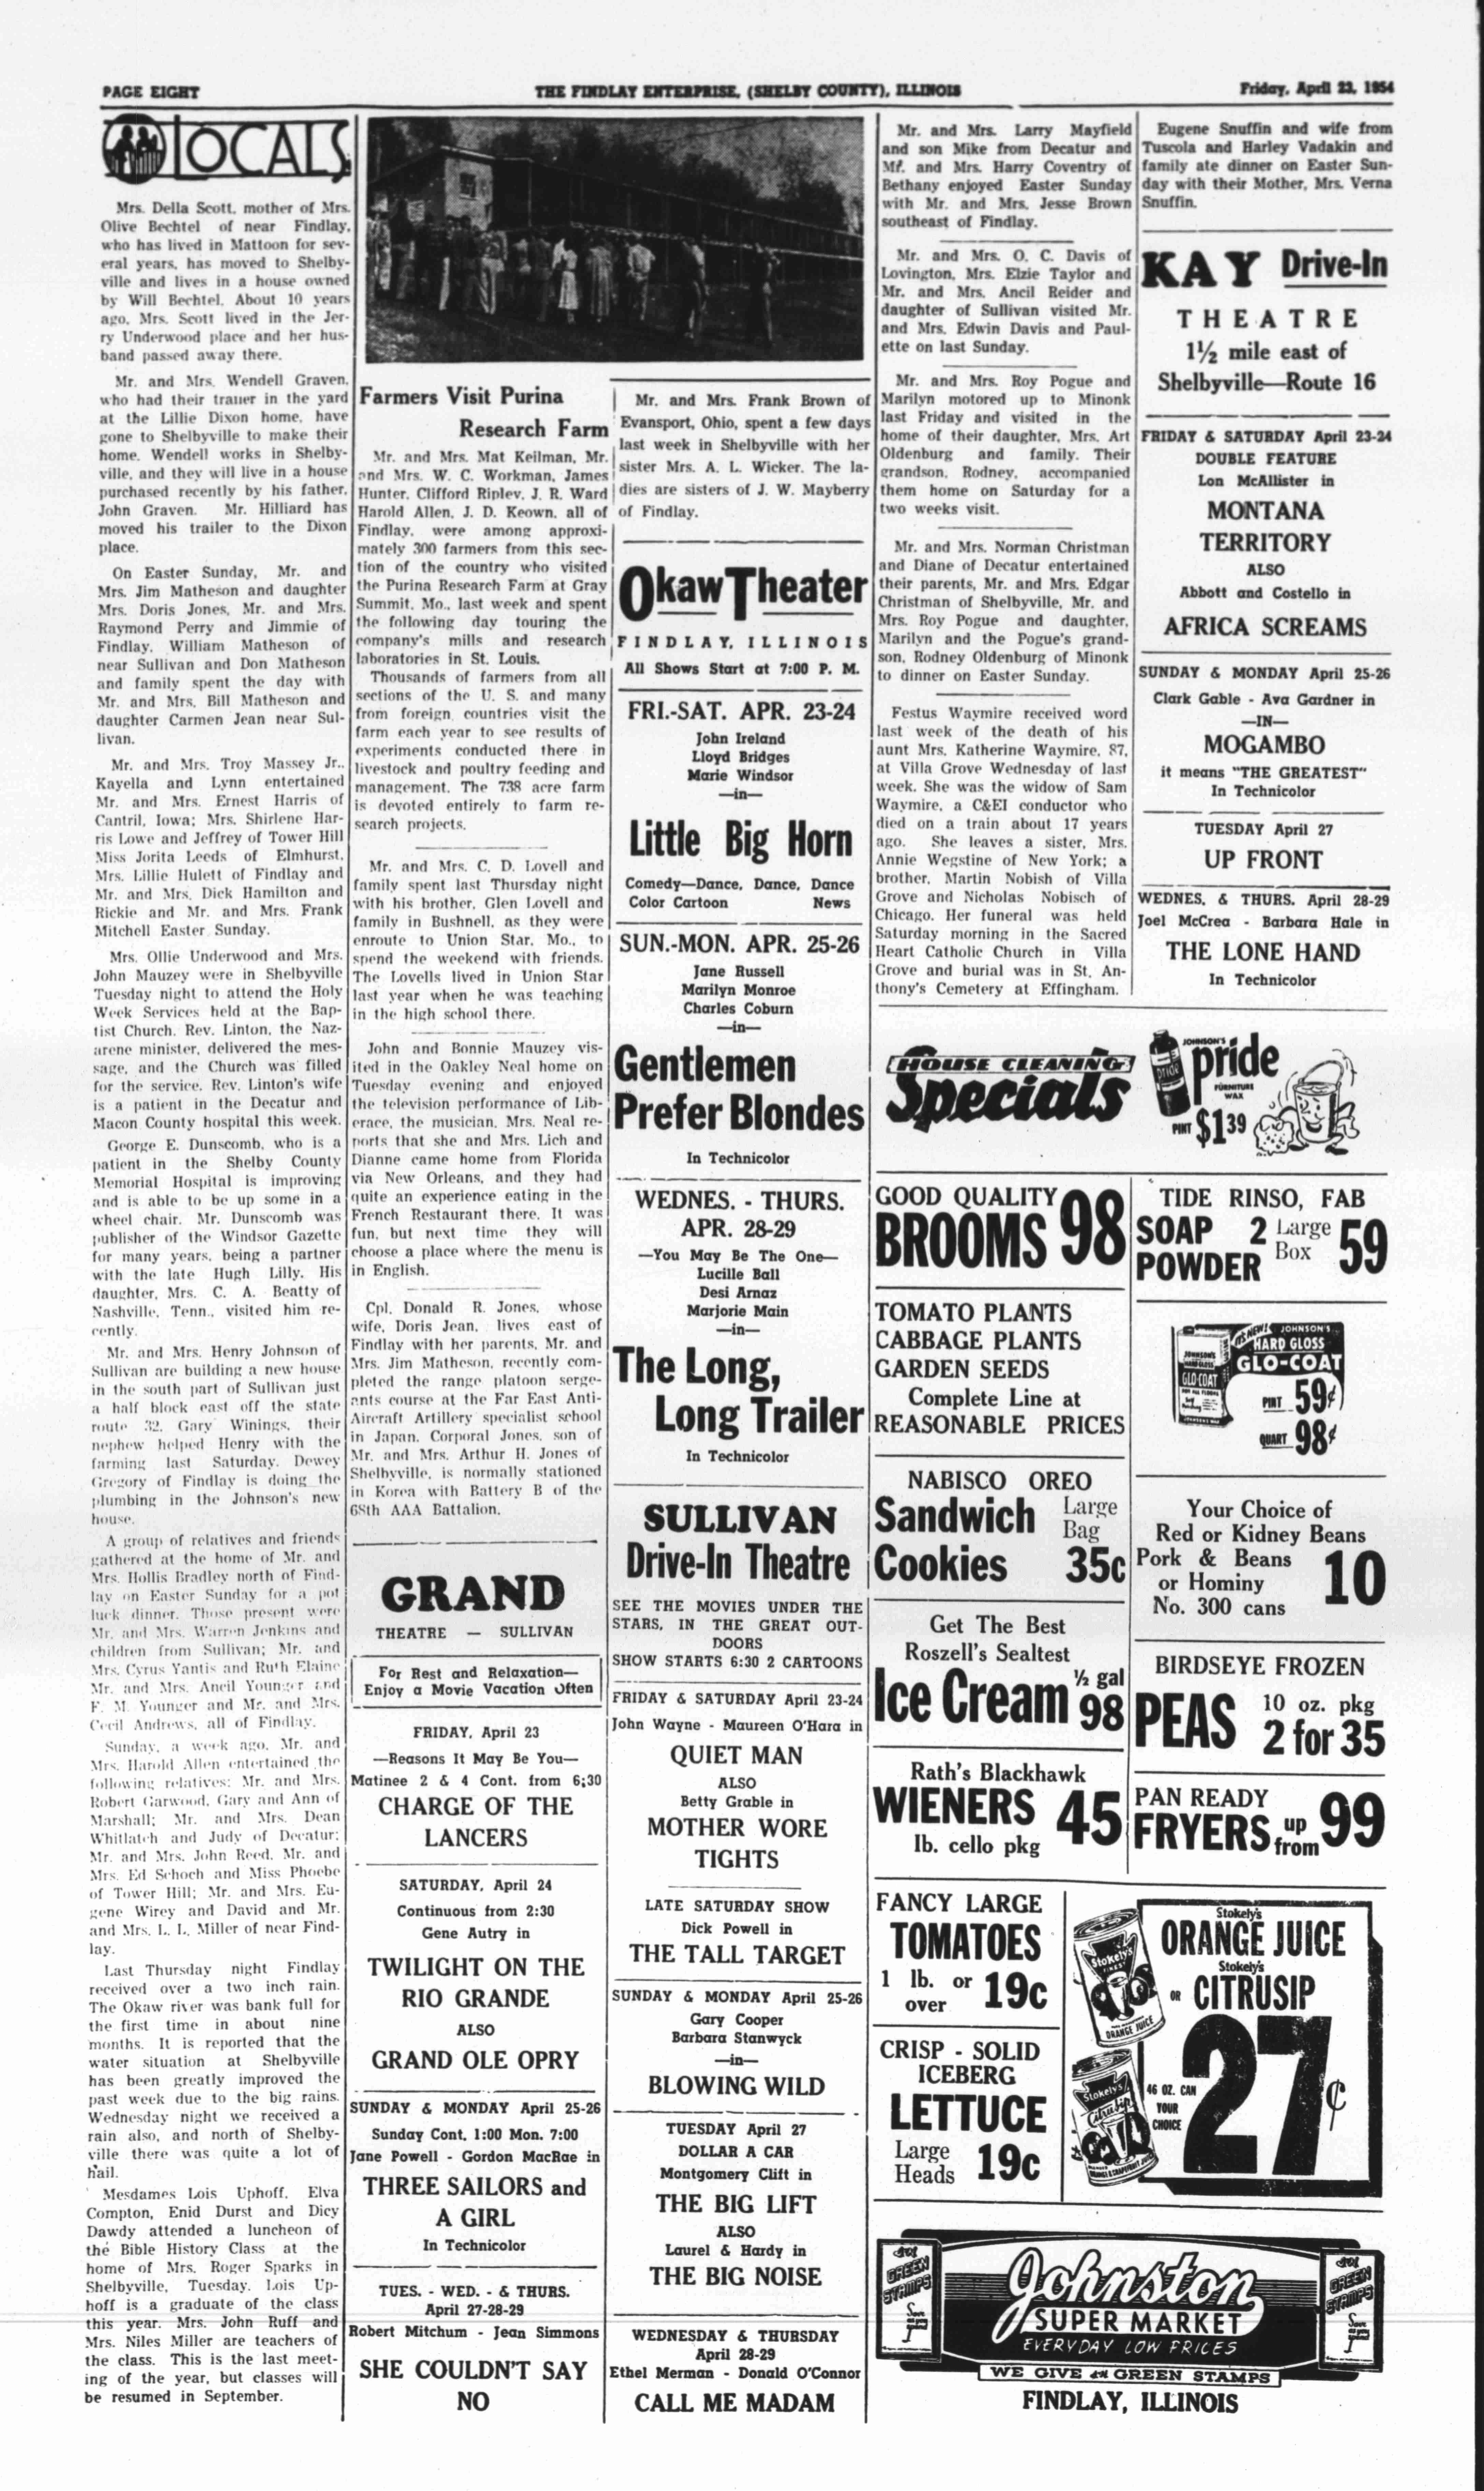 PAGE EIGHT
THE FINDLAY ENTERPRISE, (SHELBY COUNTY), ILLINOIS
Friday, April 23, 1954
LOCALS
Mrs. Della Scott, mother of Mrs.
Olive Bechtel of near Findlay,
who has lived in Mattoon for sev-
eral years, has moved to Shelby-
ville and lives in a house owned
by Will Bechtel. About 10 years
ago, Mrs. Scott lived in the Jer-
ry Underwood place and her hus-
band passed away there.
Mr. and Mrs. Wendell Graven,
who had their trailer in the yard
at the Lillie Dixon home, have
gone to Shelbyville to make their
home. Wendell works in Shelby-
ville, and they will live in a house
purchased recently by his father,
John Graven. Mr. Hilliard has
moved his trailer to the Dixon
place.
On Easter Sunday, Mr. and
Mrs. Jim Matheson and daughter
Mrs. Doris Jones, Mr. and Mrs.
Raymond Perry and Jimmie of
Findlay, William Matheson of
near Sullivan and Don Matheson
and family spent the day with
Mr. and Mrs. Bill Matheson and
daughter Carmen Jean near Sul-
livan.
Mr. and Mrs. Troy Massey Jr.,
Kayella and Lynn entertained
Mr. and Mrs. Ernest Harris of
Cantril, Iowa; Mrs. Shirlene Har-
ris Lowe and Jeffrey of Tower Hill
Miss Jorita Leeds of Elmhurst,
Mrs. Lillie Hulett of Findlay and
Mr. and Mrs. Dick Hamilton and
Rickie and Mr. and Mrs. Frank
Mitchell Easter Sunday.
Mrs. Ollie Underwood and Mrs.
John Mauzey were in Shelbyville
Tuesday night to attend the Holy
Week Services held at the Bap-
tist Church. Rev. Linton, the Naz-
arene minister, delivered the mes-
sage, and the Church was filled
for the service. Rev. Linton's wife
is a patient in the Decatur and
Macon County hospital this week.
George E. Dunscomb, who is a
patient in the Shelby County
Memorial Hospital is improving
and is able to be up some in a
wheel chair. Mr. Dunscomb was
publisher of the Windsor Gazette
for many years, being a partner
with the late Hugh Lilly. His
daughter, Mrs. C. A. Beatty of
Nashville, Tenn., visited him re-
cently.
Mr. and Mrs. Henry Johnson of
Sullivan are building a new house
in the south part of Sullivan just
a half block east off the state
route 32. Gary Winings, their
nephew helped Henry with the
farming last Saturday. Dewey
Gregory of Findlay is doing the
plumbing in the Johnson's new
house.
A group of relatives and friends
gathered at the home of Mr. and
Mrs. Hollis Bradley north of Find-
lay on Easter Sunday for a pot
luck dinner. Those present were
Mr. and Mrs. Warren Jenkins and
children from Sullivan; Mr. and
Mrs. Cyrus Yantis and Ruth Elaine
Mr. and Mrs. Ancil Younger and
F. M. Younger and Mr. and Mrs.
Cecil Andrews, all of Findlay.
Sunday, a week ago, Mr. and
Mrs. Harold Allen entertained the
following relatives: Mr. and Mrs.
Robert Garwood, Gary and Ann of
Marshall; Mr. and Mrs. Dean
Whitlatch and Judy of Decatur;
Mr. and Mrs. John Reed, Mr. and
Mrs. Ed Schoch and Miss Phoebe
of Tower Hill; Mr. and Mrs. Eu-
gene Wirey and David and Mr.
and Mrs. L. L. Miller of near Find-
lay.
Last Thursday night Findlay
received over a two inch rain.
The Okaw river was bank full for
the first time in about nine
months. It is reported that the
water situation at Shelbyville
has been greatly improved the
past week due to the big rains.
Wednesday night we received a
rain also, and north of Shelby-
ville there was quite a lot of
hail.
Mesdames Lois Uphoff, Elva
Compton, Enid Durst and Dicy
Dawdy attended a luncheon of
the Bible History Class at the
home of Mrs. Roger Sparks in
Shelbyville, Tuesday. Lois Up-
hoff is a graduate of the class
this year. Mrs. John Ruff and
Mrs. Niles Miller are teachers of
the class. This is the last meet-
ing of the year, but classes will
be resumed in September.
Farmers Visit Purina
Research Farm
Mr. and Mrs. Mat Keilman, Mr.
and Mrs. W. C. Workman, James
Hunter, Clifford Ripley, J. R. Ward
Harold Allen, J. D. Keown, all of
Findlay, were among approxi-
mately 300 farmers from this sec-
tion of the country who visited
the Purina Research Farm at Gray
Summit, Mo., last week and spent
the following day touring the
company's mills and research
laboratories in St. Louis.
Thousands of farmers from all
sections of the U. S. and many
from foreign countries visit the
farm each year to see results of
experiments conducted there in
livestock and poultry feeding and
management. The 738 acre farm
is devoted entirely to farm re-
search projects.
Mr. and Mrs. C. D. Lovell and
family spent last Thursday night
with his brother, Glen Lovell and
family in Bushnell, as they were
enroute to Union Star, Mo., to
spend the weekend with friends.
The Lovells lived in Union Star
last year when he was teaching
in the high school there.
John and Bonnie Mauzey vis-
ited in the Oakley Neal home on
Tuesday evening and enjoyed
the television performance of Lib-
erace, the musician. Mrs. Neal re-
ports that she and Mrs. Lich and
Dianne came home from Florida
via New Orleans, and they had
quite an experience eating in the
French Restaurant there. It was
fun, but next time they will
choose a place where the menu is
in English.
Cpl. Donald R. Jones, whose
wife, Doris Jean, lives east of
Findlay with her parents, Mr. and
Mrs. Jim Matheson, recently com-
pleted the range platoon serge-
ants course at the Far East Anti-
Aircraft Artillery specialist school
in Japan. Corporal Jones, son of
Mr. and Mrs. Arthur H. Jones of
Shelbyville, is normally stationed
in Korea with Battery B of the
68th AAA Battalion.
GRAND
THEATRE — SULLIVAN
For Rest and Relaxation—
Enjoy a Movie Vacation Often
FRIDAY, April 23
—Reasons It May Be You—
Matinee 2 & 4 Cont. from 6:30
CHARGE OF THE
LANCERS
SATURDAY, April 24
Continuous from 2:30
Gene Autry in
TWILIGHT ON THE
RIO GRANDE
ALSO
GRAND OLE OPRY
SUNDAY & MONDAY April 25-26
Sunday Cont. 1:00 Mon. 7:00
Jane Powell - Gordon MacRae in
THREE SAILORS and
A GIRL
In Technicolor
TUES. - WED. - & THURS.
April 27-28-29
Robert Mitchum - Jean Simmons
SHE COULDN'T SAY
NO
Mr. and Mrs. Frank Brown of
Evansport, Ohio, spent a few days
last week in Shelbyville with her
sister Mrs. A. L. Wicker. The la-
dies are sisters of J. W. Mayberry
of Findlay.
Okaw Theater
FINDLAY, ILLINOIS
All Shows Start at 7:00 P. M.
FRI.-SAT. APR. 23-24
John Ireland
Lloyd Bridges
Marie Windsor
—in—
Little Big Horn
Comedy—Dance, Dance, Dance
Color Cartoon News
SUN.-MON. APR. 25-26
Jane Russell
Marilyn Monroe
Charles Coburn
—in—
Gentlemen
Prefer Blondes
In Technicolor
WEDNES. - THURS.
APR. 28-29
—You May Be The One—
Lucille Ball
Desi Arnaz
Marjorie Main
—in—
The Long,
Long Trailer
In Technicolor
SULLIVAN
Drive-In Theatre
SEE THE MOVIES UNDER THE
STARS, IN THE GREAT OUT-
DOORS
SHOW STARTS 6:30 2 CARTOONS
FRIDAY & SATURDAY April 23-24
John Wayne - Maureen O'Hara in
QUIET MAN
ALSO
Betty Grable in
MOTHER WORE
TIGHTS
LATE SATURDAY SHOW
Dick Powell in
THE TALL TARGET
SUNDAY & MONDAY April 25-26
Gary Cooper
Barbara Stanwyck
—in—
BLOWING WILD
TUESDAY April 27
DOLLAR A CAR
Montgomery Clift in
THE BIG LIFT
ALSO
Laurel & Hardy in
THE BIG NOISE
WEDNESDAY & THURSDAY
April 28-29
Ethel Merman - Donald O'Connor
CALL ME MADAM
Mr. and Mrs. Larry Mayfield
and son Mike from Decatur and
Mr. and Mrs. Harry Coventry of
Bethany enjoyed Easter Sunday
with Mr. and Mrs. Jesse Brown
southeast of Findlay.
Mr. and Mrs. O. C. Davis of
Lovington, Mrs. Elzie Taylor and
Mr. and Mrs. Ancil Reider and
daughter of Sullivan visited Mr.
and Mrs. Edwin Davis and Paul-
ette on last Sunday.
Mr. and Mrs. Roy Pogue and
Marilyn motored up to Minonk
last Friday and visited in the
home of their daughter, Mrs. Art
Oldenburg and family. Their
grandson, Rodney, accompanied
them home on Saturday for a
two weeks visit.
Mr. and Mrs. Norman Christman
and Diane of Decatur entertained
their parents, Mr. and Mrs. Edgar
Christman of Shelbyville, Mr. and
Mrs. Roy Pogue and daughter,
Marilyn and the Pogue's grand-
son, Rodney Oldenburg of Minonk
to dinner on Easter Sunday.
Festus Waymire received word
last week of the death of his
aunt Mrs. Katherine Waymire, 87,
at Villa Grove Wednesday of last
week. She was the widow of Sam
Waymire, a C&EI conductor who
died on a train about 17 years
ago. She leaves a sister, Mrs.
Annie Wegstine of New York; a
brother, Martin Nobish of Villa
Grove and Nicholas Nobisch of
Chicago. Her funeral was held
Saturday morning in the Sacred
Heart Catholic Church in Villa
Grove and burial was in St. An-
thony's Cemetery at Effingham.
Eugene Snuffin and wife from
Tuscola and Harley Vadakin and
family ate dinner on Easter Sun-
day with their Mother, Mrs. Verna
Snuffin.
KAY Drive-In
THEATRE
1½ mile east of
Shelbyville—Route 16
FRIDAY & SATURDAY April 23-24
DOUBLE FEATURE
Lon McAllister in
MONTANA
TERRITORY
ALSO
Abbott and Costello in
AFRICA SCREAMS
SUNDAY & MONDAY April 25-26
Clark Gable - Ava Gardner in
—IN—
MOGAMBO
it means "THE GREATEST"
In Technicolor
TUESDAY April 27
UP FRONT
WEDNES. & THURS. April 28-29
Joel McCrea - Barbara Hale in
THE LONE HAND
In Technicolor
HOUSE CLEANING
Specials
JOHNSON'S
pride
FURNITURE
WAX
PINT $1 39
GOOD QUALITY
BROOMS 98
TIDE RINSO, FAB
SOAP POWDER
2 Large Box 59
TOMATO PLANTS
CABBAGE PLANTS
GARDEN SEEDS
Complete Line at
REASONABLE PRICES
IT'S NEW! JOHNSON'S
HARD GLOSS
GLO-COAT
PINT 59¢
QUART 98¢
NABISCO OREO
Sandwich Large Bag
Cookies 35c
Your Choice of
Red or Kidney Beans
Pork & Beans
or Hominy 10
No. 300 cans
Get The Best
Roszell's Sealtest
Ice Cream ½ gal 98
BIRDSEYE FROZEN
PEAS 10 oz. pkg
2 for 35
Rath's Blackhawk
WIENERS 45
lb. cello pkg
PAN READY
FRYERS up from 99
FANCY LARGE
TOMATOES
1 lb. or over 19c
CRISP - SOLID
ICEBERG
LETTUCE
Large Heads 19c
Stokely's
ORANGE JUICE
Stokely's
OR CITRUSIP
46 OZ. CAN
YOUR
CHOICE
27¢
Johnston
SUPER MARKET
EVERYDAY LOW PRICES
WE GIVE S&H GREEN STAMPS
FINDLAY, ILLINOIS